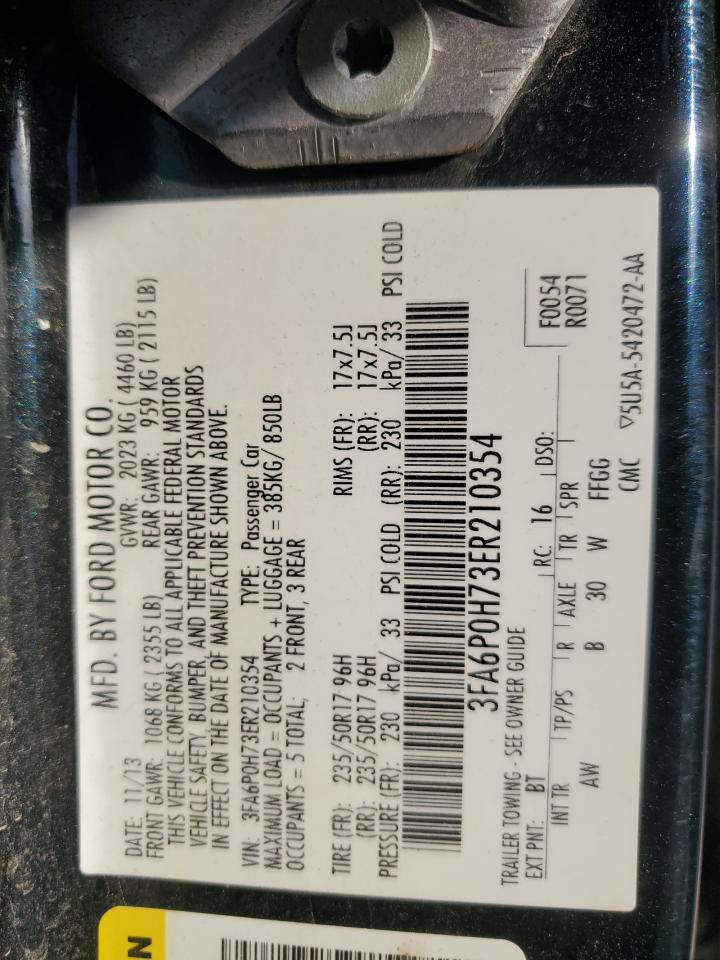 MFD. BY FORD MOTOR CO.
DATE: 11/13 GVWR: 2023 KG ( 4460 LB)
FRONT GAWR: 1068 KG ( 2355 LB) REAR GAWR: 959 KG ( 2115 LB)
THIS VEHICLE CONFORMS TO ALL APPLICABLE FEDERAL MOTOR
VEHICLE SAFETY, BUMPER, AND THEFT PREVENTION STANDARDS
IN EFFECT ON THE DATE OF MANUFACTURE SHOWN ABOVE.
VIN: 3FA6P0H73ER210354 TYPE: Passenger Car
MAXIMUM LOAD = OCCUPANTS + LUGGAGE = 385KG/ 850LB
OCCUPANTS = 5 TOTAL, 2 FRONT, 3 REAR
TIRE (FR): 235/50R17 96H RIMS (FR): 17x7.5J
(RR): 235/50R17 96H (RR): 17x7.5J
PRESSURE (FR): 230 kPa/ 33 PSI COLD (RR): 230 kPa/ 33 PSI COLD
3FA6P0H73ER210354
TRAILER TOWING - SEE OWNER GUIDE
EXT PNT: BT RC: 16 DSO: F0054
R0071
INT TR TP/PS R AXLE TR SPR
AW B 30 W FFGG
CMC ▽5U5A-5420472-AA
N